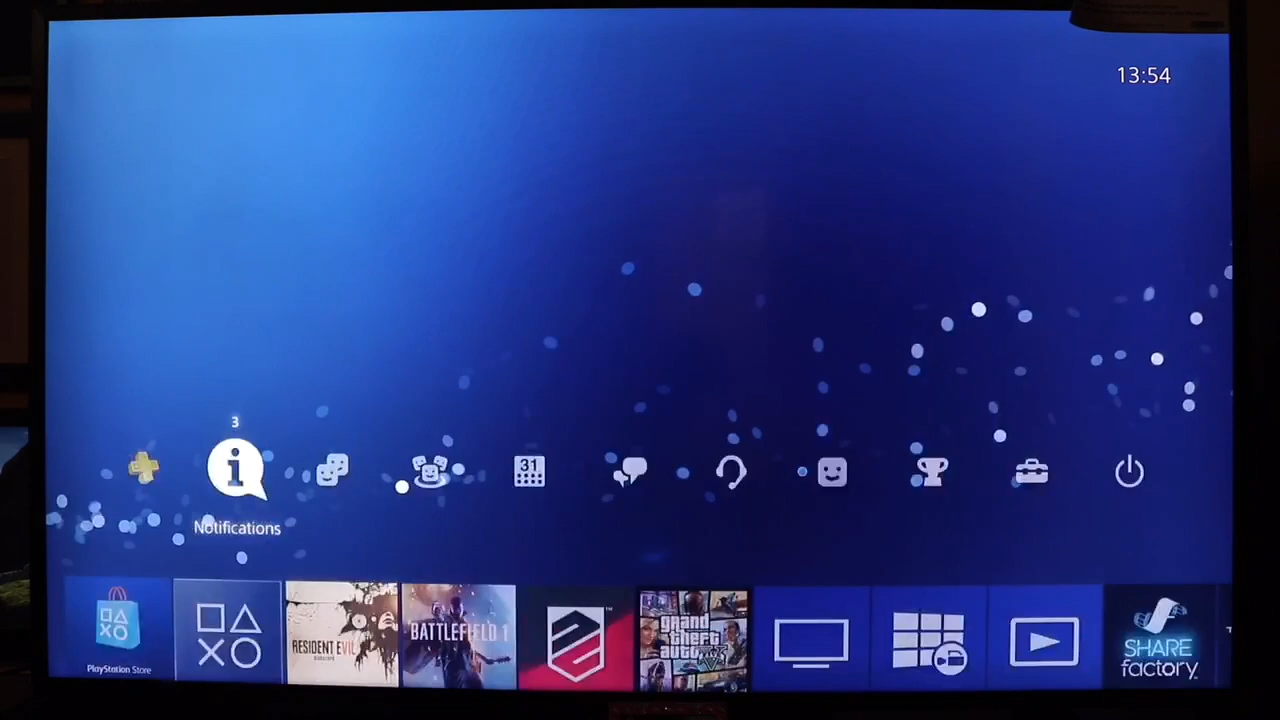 13:54
3
31
Notifications
PlayStation Store
RESIDENT EVIL
BATTLEFIELD 1
grand
theft
auto V
SHARE
factory